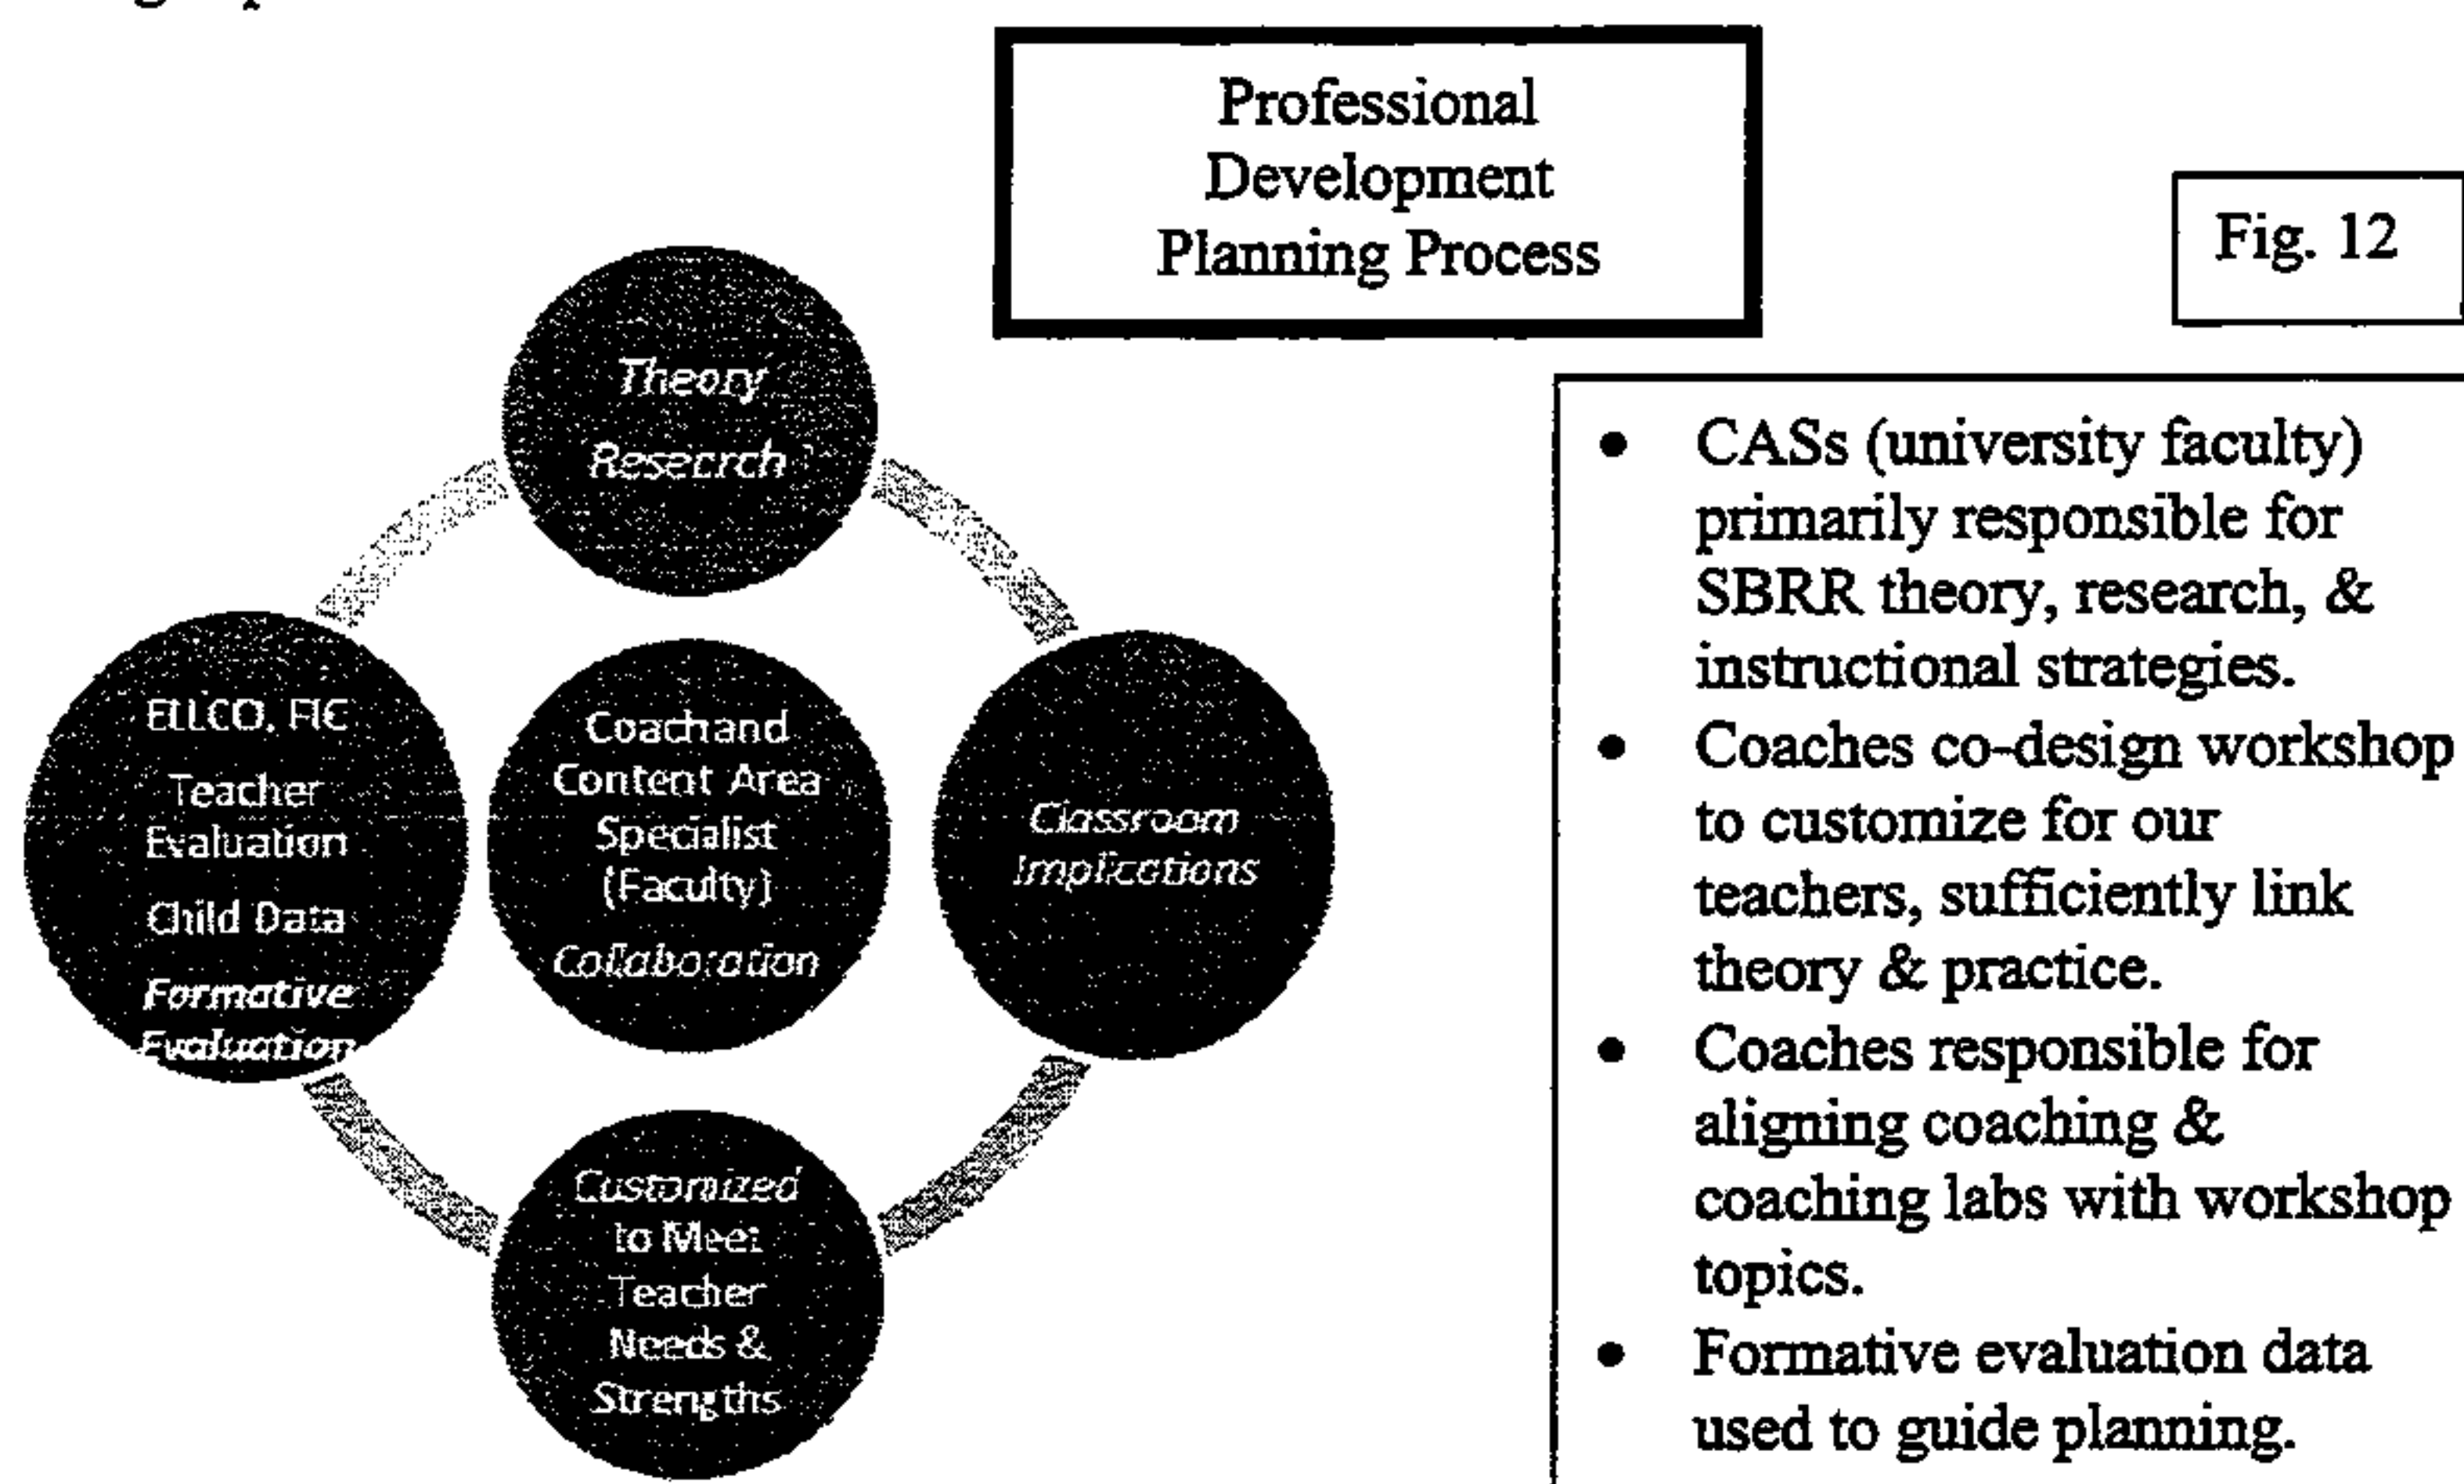 Professional
Development
Planning Process
Fig. 12
Theory
Research
ELLCO, FIC
Teacher
Evaluation
Child Data
Formative
Evaluation
Coach and
Content Area
Specialist
(Faculty)
Collaboration
Classroom
Implications
Customized
to Meet
Teacher
Needs &
Strengths
• CASs (university faculty)
primarily responsible for
SBRR theory, research, &
instructional strategies.
• Coaches co-design workshop
to customize for our
teachers, sufficiently link
theory & practice.
• Coaches responsible for
aligning coaching &
coaching labs with workshop
topics.
• Formative evaluation data
used to guide planning.